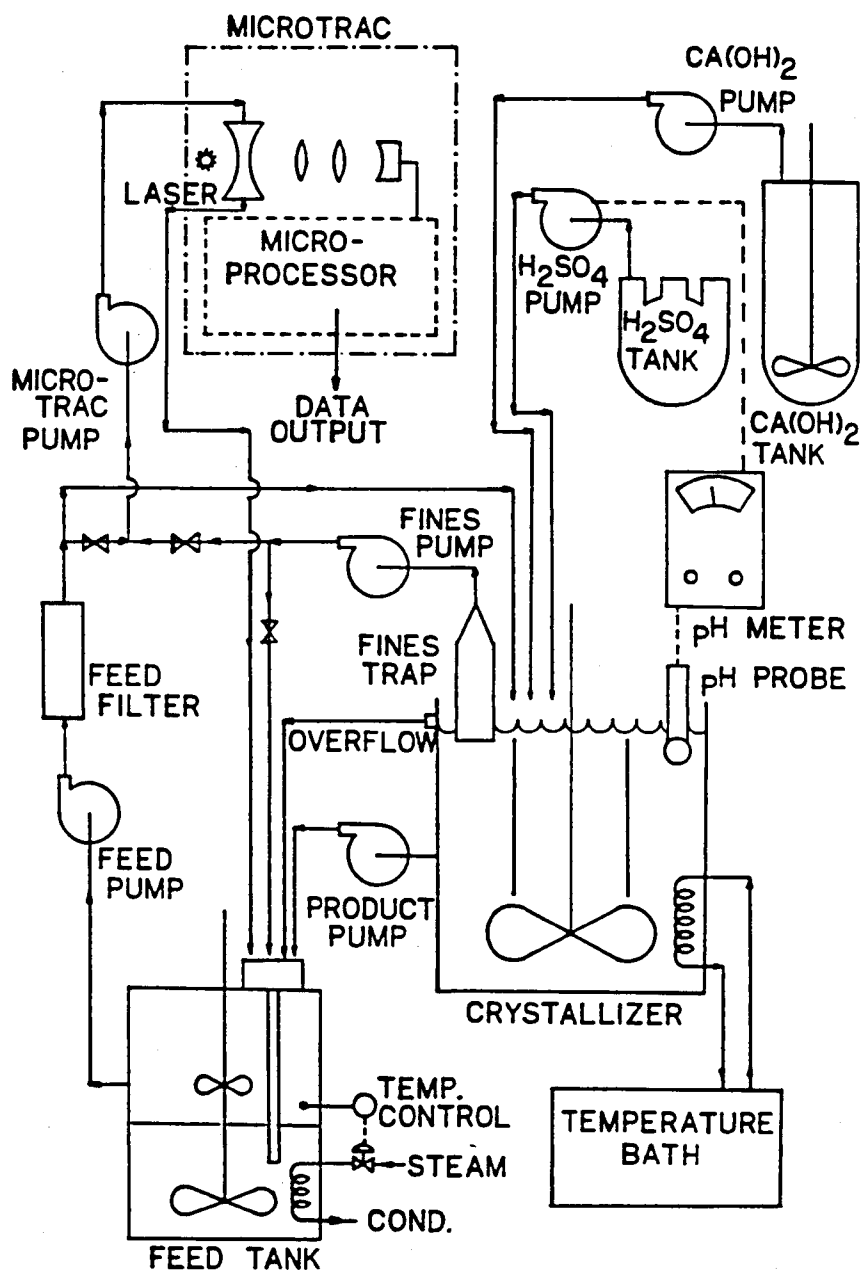 MICROTRAC
CA(OH)2
PUMP
LASER
MICRO-
PROCESSOR
H2SO4
PUMP
H2SO4
TANK
MICRO-
TRAC
PUMP
DATA
OUTPUT
CA(OH)2
TANK
FINES
PUMP
pH METER
FINES
TRAP
pH PROBE
FEED
FILTER
OVERFLOW
FEED
PUMP
PRODUCT
PUMP
CRYSTALLIZER
TEMP.
CONTROL
TEMPERATURE
BATH
STEAM
COND.
FEED TANK